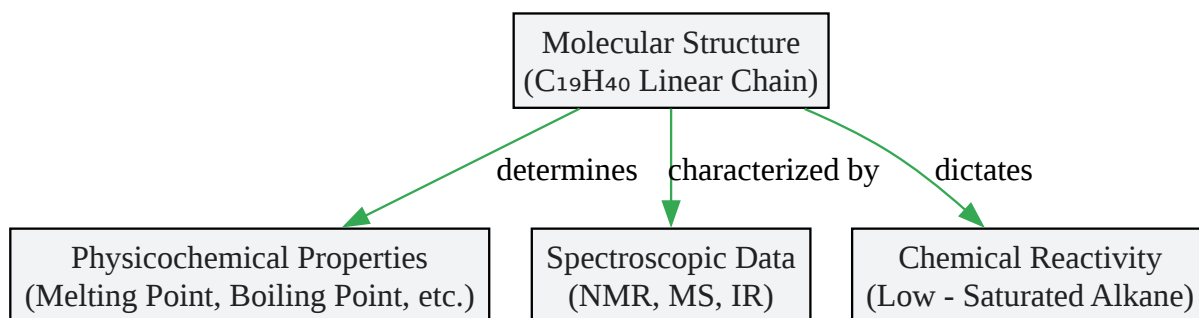 Molecular Structure
(C₁₉H₄₀ Linear Chain)
determines
characterized by
dictates
Physicochemical Properties
(Melting Point, Boiling Point, etc.)
Spectroscopic Data
(NMR, MS, IR)
Chemical Reactivity
(Low - Saturated Alkane)